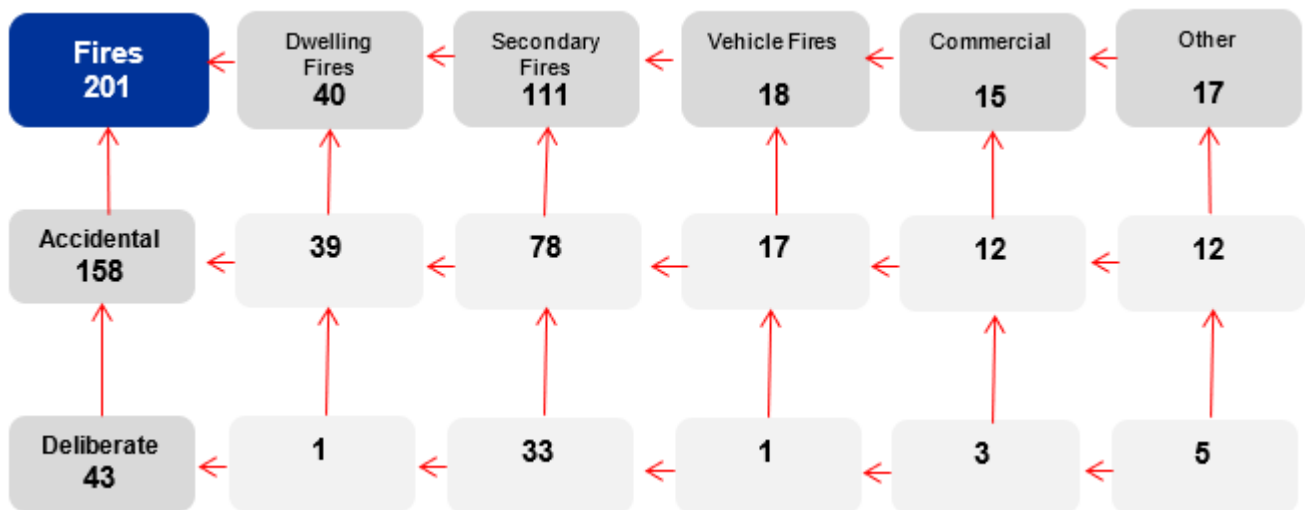 Fires
201
Dwelling
Fires
40
Secondary
Fires
111
Vehicle Fires
18
Commercial
15
Other
17
Accidental
158
39
78
17
12
12
Deliberate
43
1
33
1
3
5